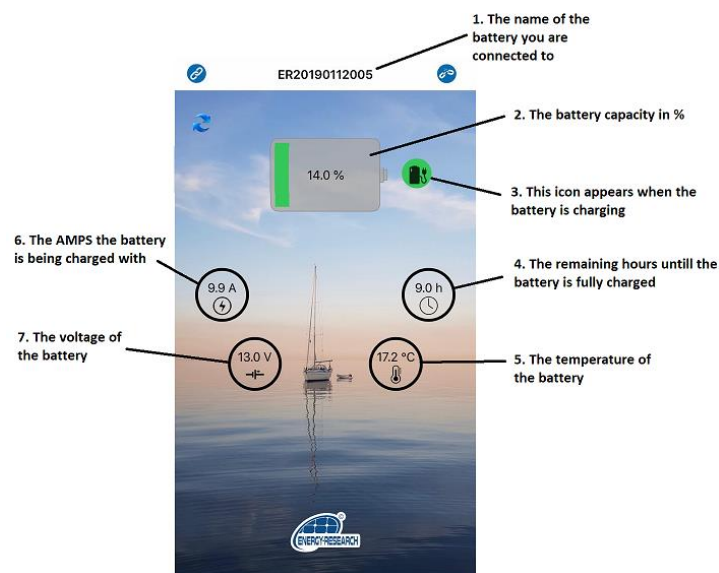 1. The name of the
battery you are
connected to
ER20190112005
2. The battery capacity in %
14.0 %
3. This icon appears when the
battery is charging
6. The AMPS the battery
is being charged with
9.9 A
9.0 h
4. The remaining hours untill the
battery is fully charged
7. The voltage of
the battery
13.0 V
17.2 °C
5. The temperature of
the battery
ENERGY-RESEARCH